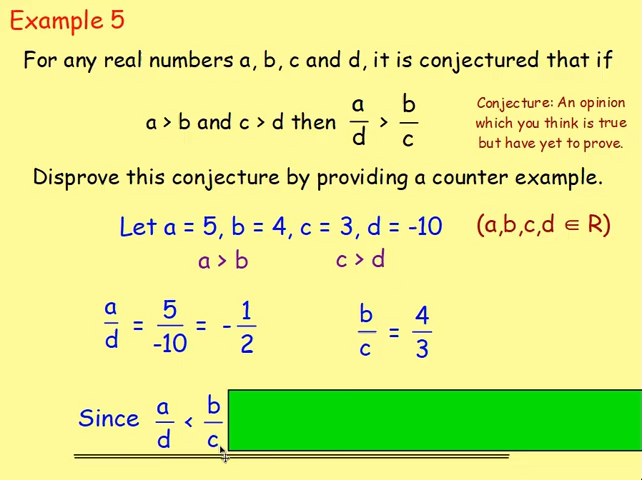 Example 5
For any real numbers a, b, c and d, it is conjectured that if
a > b and c > d then a/d > b/c
Conjecture: An opinion
which you think is true
but have yet to prove.
Disprove this conjecture by providing a counter example.
Let a = 5, b = 4, c = 3, d = -10 (a,b,c,d ∈ R)
a > b c > d
a/d = 5/-10 = - 1/2 b/c = 4/3
Since a/d < b/c